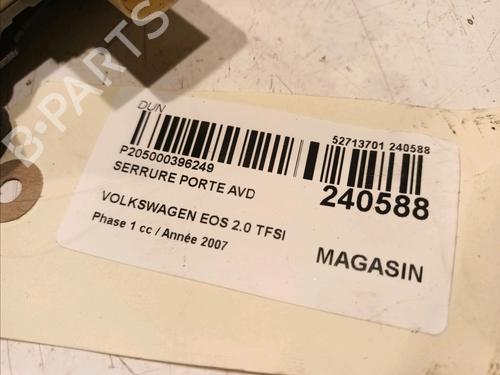 B-PARTS
DUN
52713701 240588
P205000396249
SERRURE PORTE AVD
240588
VOLKSWAGEN EOS 2.0 TFSI
Phase 1 cc / Année 2007
MAGASIN